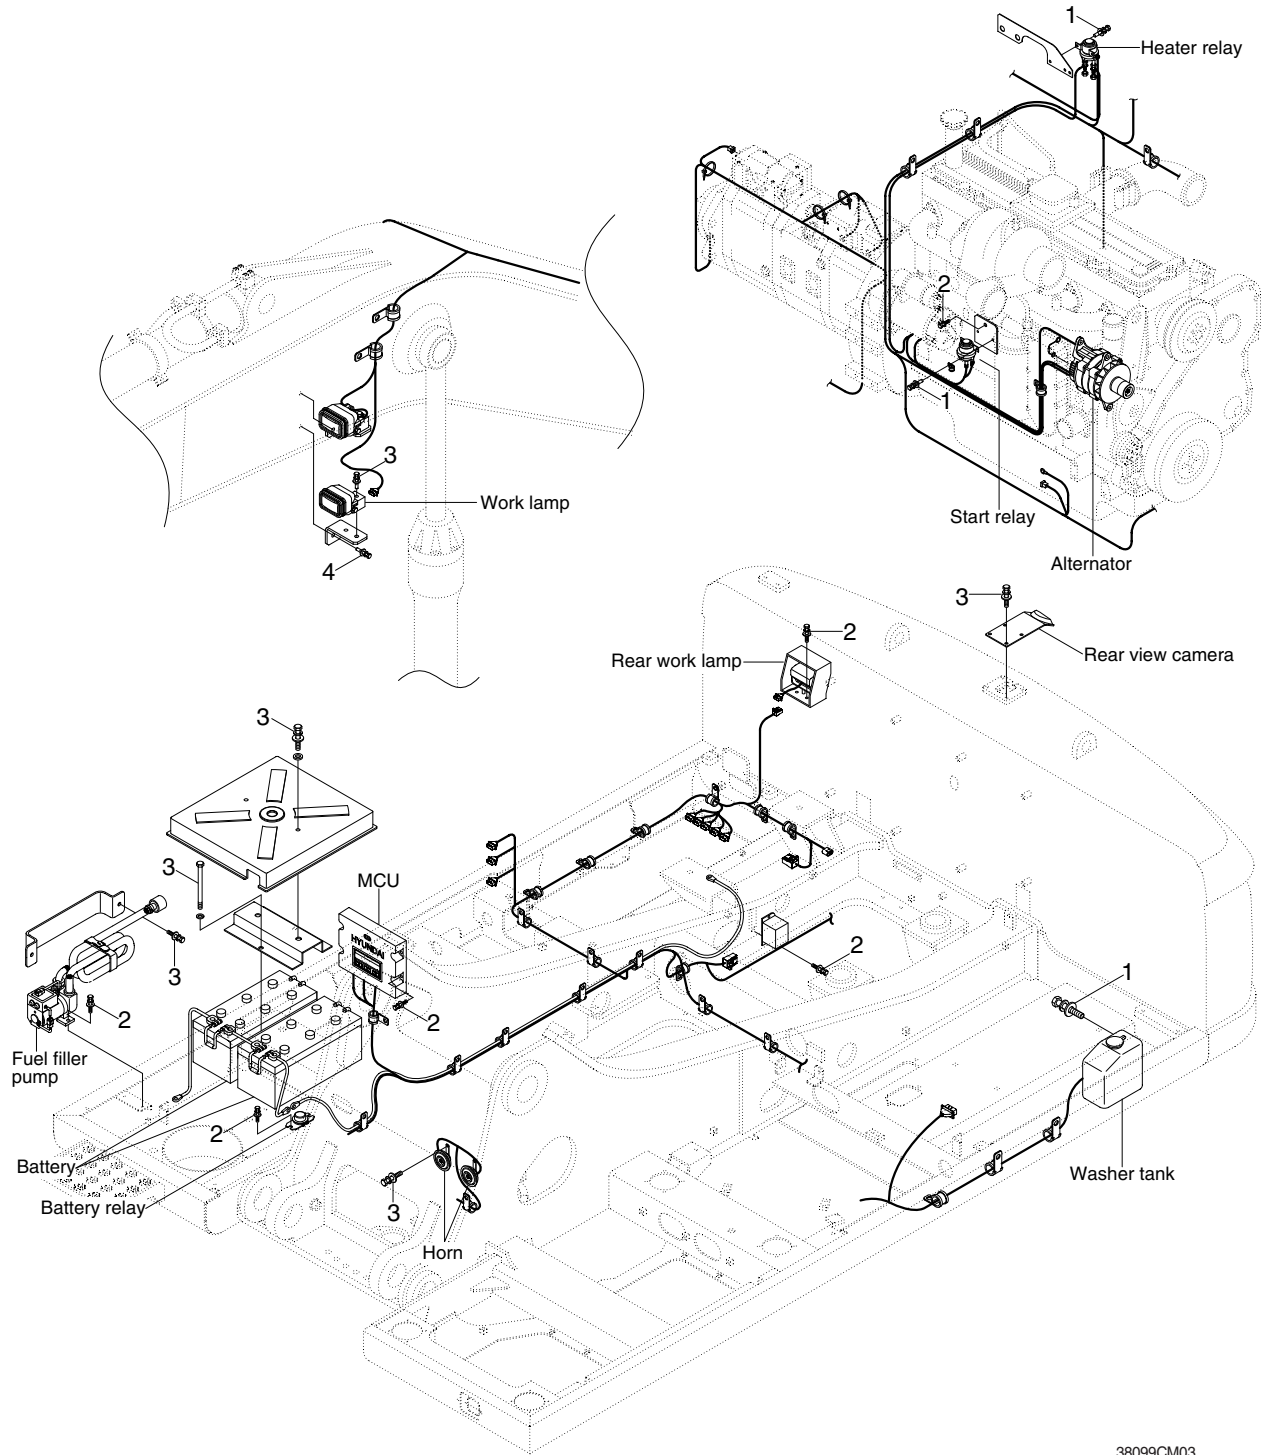 1
Heater relay
2
1
Start relay
Alternator
3
Work lamp
4
3
Rear view camera
2
Rear work lamp
3
3
MCU
HYUNDAI
3
2
2
2
1
Fuel filler
pump
2
Battery
Battery relay
3
Horn
Washer tank
38099CM03